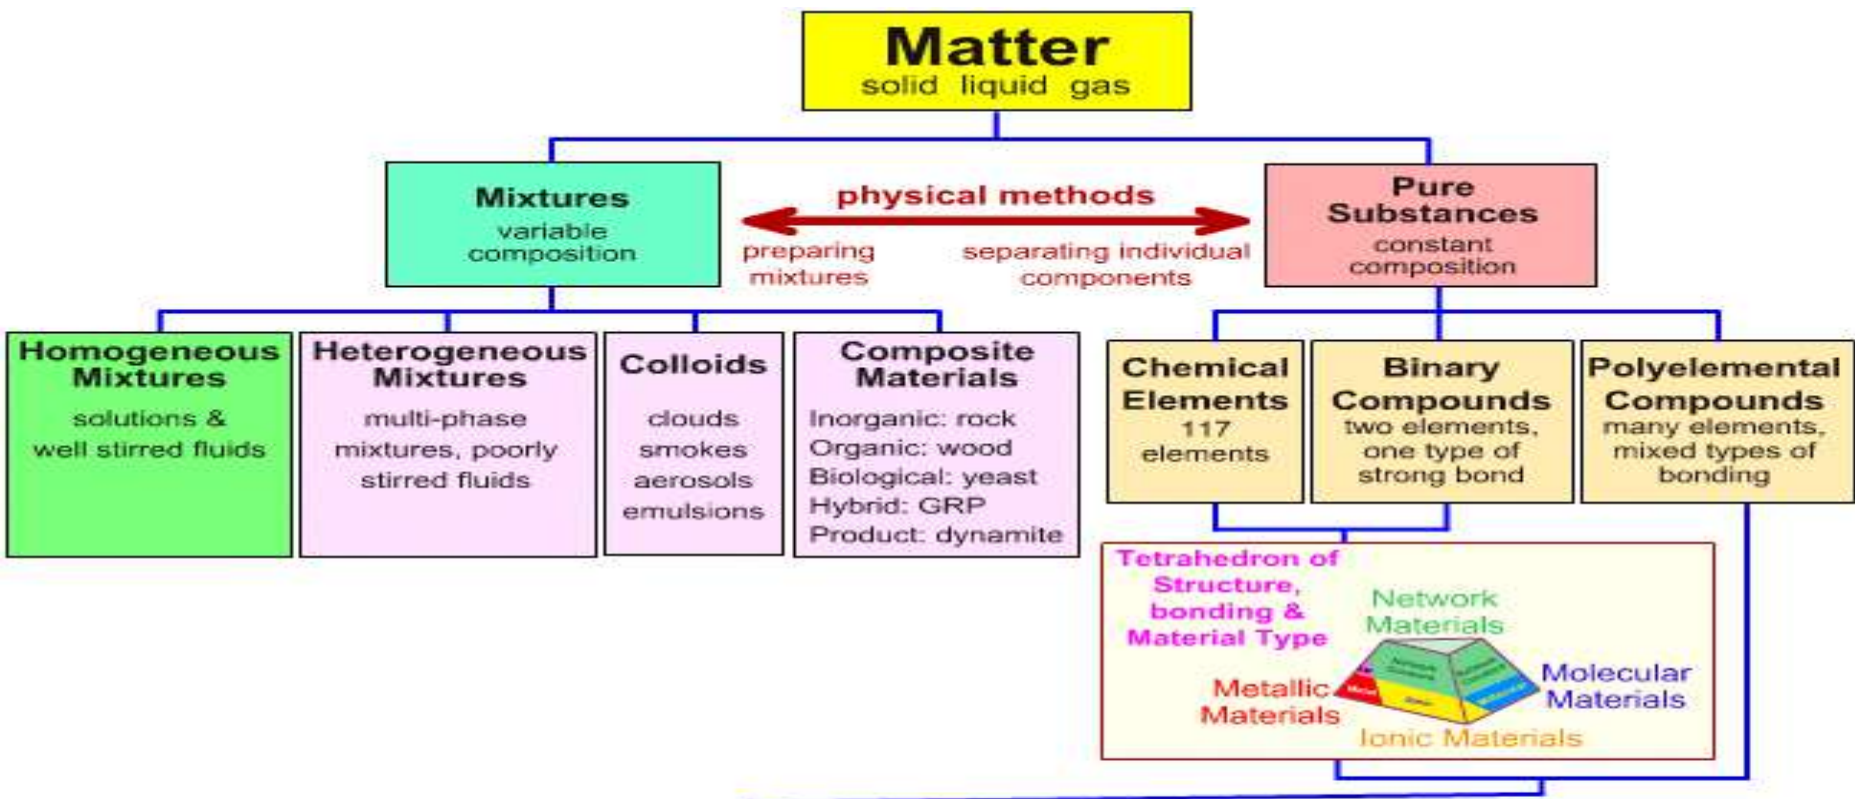 Matter
solid liquid gas
Mixtures
variable
composition
physical methods
preparing
mixtures
separating individual
components
Pure
Substances
constant
composition
Homogeneous
Mixtures
solutions &
well stirred fluids
Heterogeneous
Mixtures
multi-phase
mixtures, poorly
stirred fluids
Colloids
clouds
smokes
aerosols
emulsions
Composite
Materials
Inorganic: rock
Organic: wood
Biological: yeast
Hybrid: GRP
Product: dynamite
Chemical
Elements
117
elements
Binary
Compounds
two elements,
one type of
strong bond
Polyelemental
Compounds
many elements,
mixed types of
bonding
Tetrahedron of
Structure,
bonding &
Material Type
Network
Materials
Metallic
Materials
Molecular
Materials
Ionic Materials